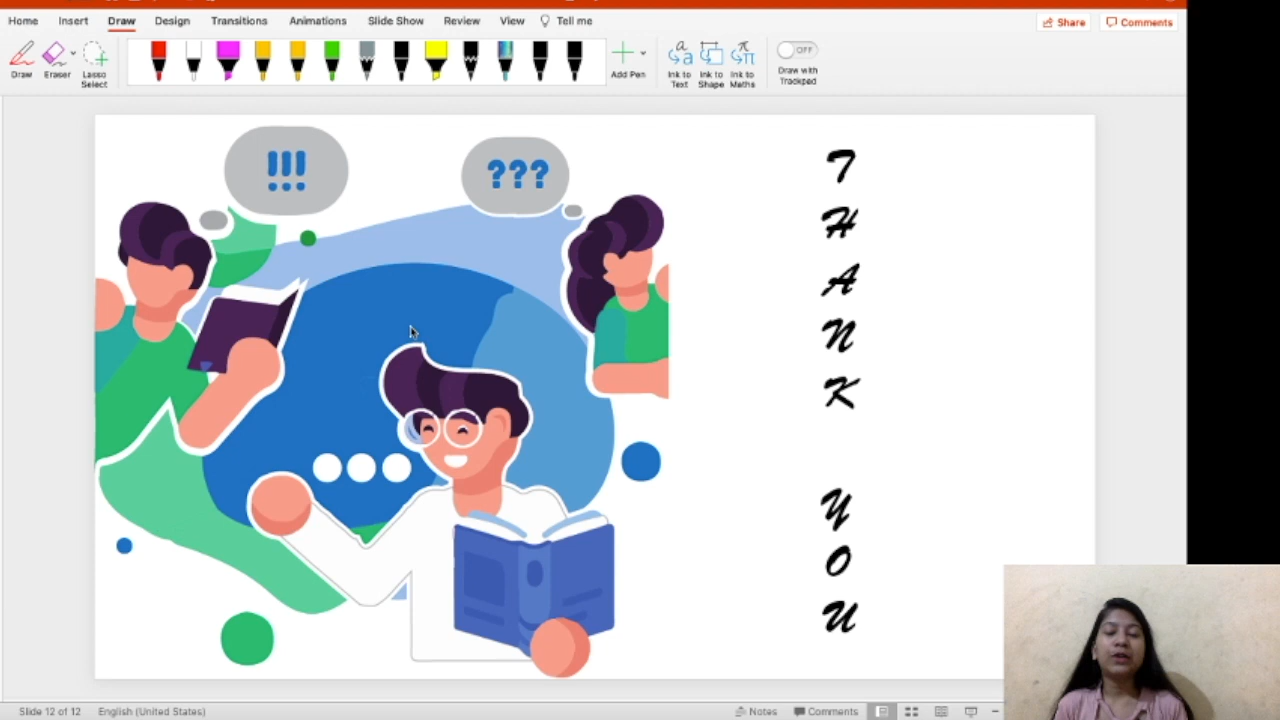 Home Insert Draw Design Transitions Animations Slide Show Review View Tell me
Share Comments
Draw Eraser Lasso Select
Add Pen
Ink to Text Ink to Shape Ink to Maths
OFF
Draw with Trackpad
!!!
???
T
H
A
N
K
Y
O
U
Slide 12 of 12 English (United States)
Notes Comments